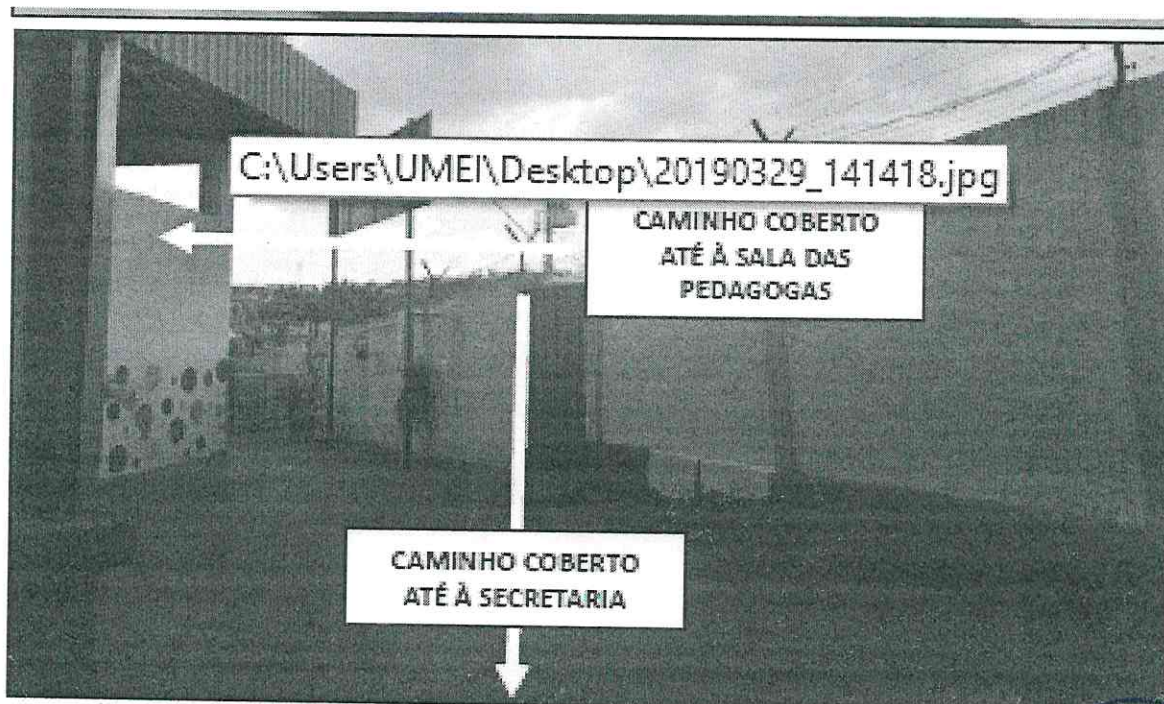 C:\Users\UMEI\Desktop\20190329_141418.jpg
CAMINHO COBERTO
ATÉ À SALA DAS
PEDAGOGAS
CAMINHO COBERTO
ATÉ À SECRETARIA